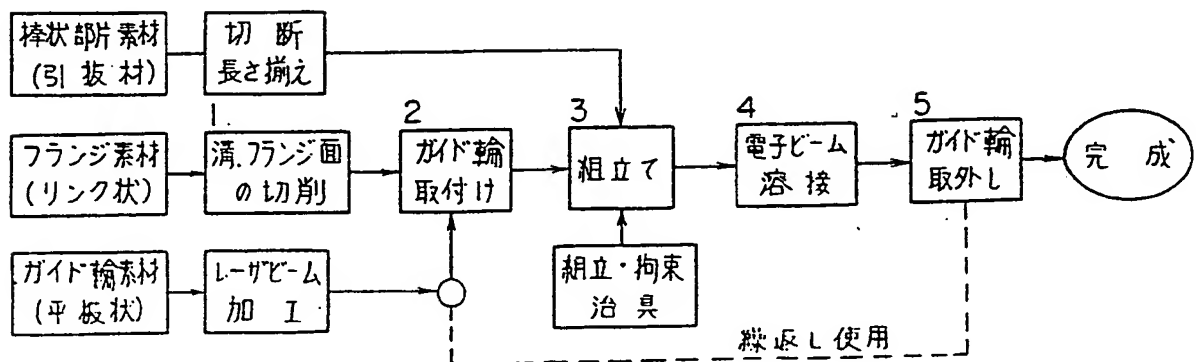 棒状部片素材
(引抜材)
切断
長さ揃え
1
フランジ素材
(リンク状)
溝、フランジ面
の切削
2
ガイド輪
取付け
3
組立て
4
電子ビーム
溶接
5
ガイド輪
取外し
完成
ガイド輪素材
(平板状)
レーザビーム
加工
組立・拘束
治具
繰返し使用